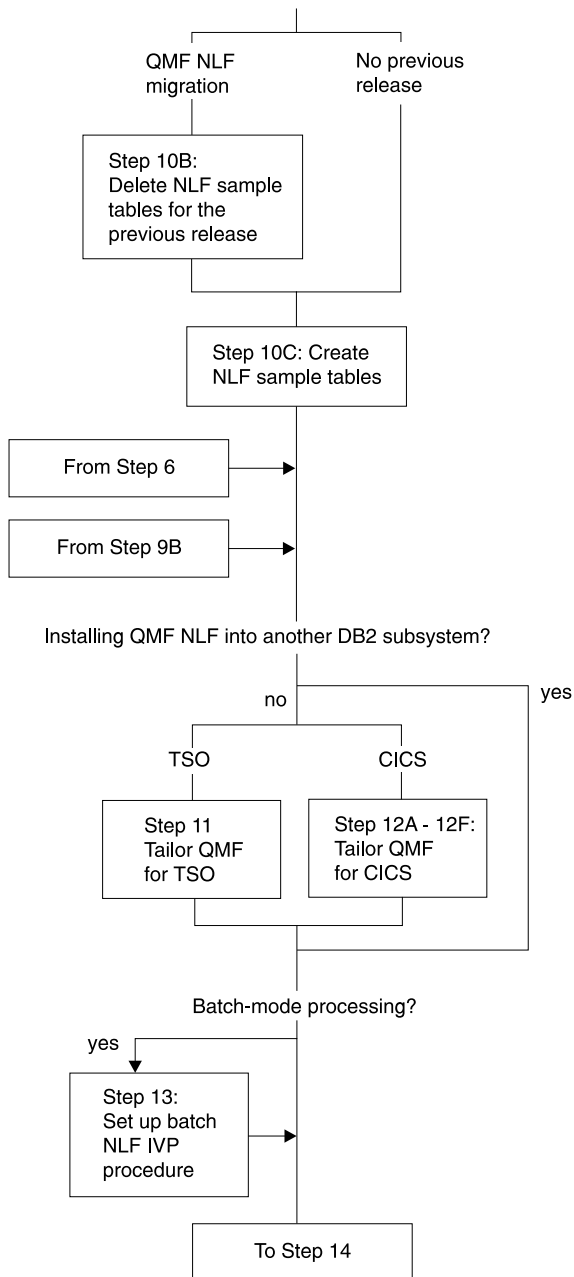 QMF NLF
migration
No previous
release
Step 10B:
Delete NLF sample
tables for the
previous release
Step 10C: Create
NLF sample tables
From Step 6
From Step 9B
Installing QMF NLF into another DB2 subsystem?
no
yes
TSO
CICS
Step 11
Tailor QMF
for TSO
Step 12A - 12F:
Tailor QMF
for CICS
Batch-mode processing?
yes
Step 13:
Set up batch
NLF IVP
procedure
To Step 14